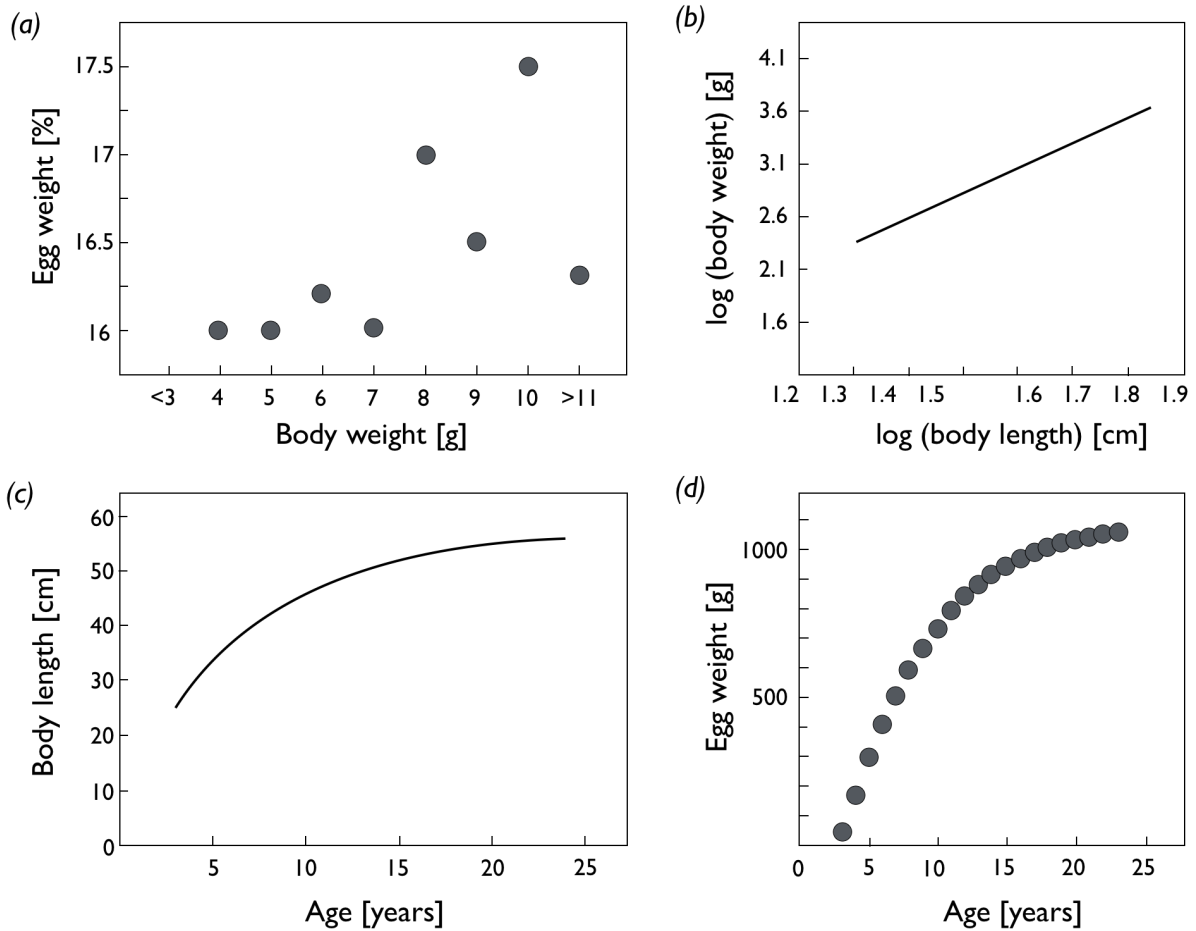 (a)
17.5
17
16.5
16
Egg weight [%]
<3 4 5 6 7 8 9 10 >11
Body weight [g]
(b)
4.1
3.6
3.1
2.6
2.1
1.6
log (body weight) [g]
1.2 1.3 1.4 1.5 1.6 1.7 1.8 1.9
log (body length) [cm]
(c)
60
50
40
30
20
10
0
Body length [cm]
5 10 15 20 25
Age [years]
(d)
1000
500
Egg weight [g]
0 5 10 15 20 25
Age [years]